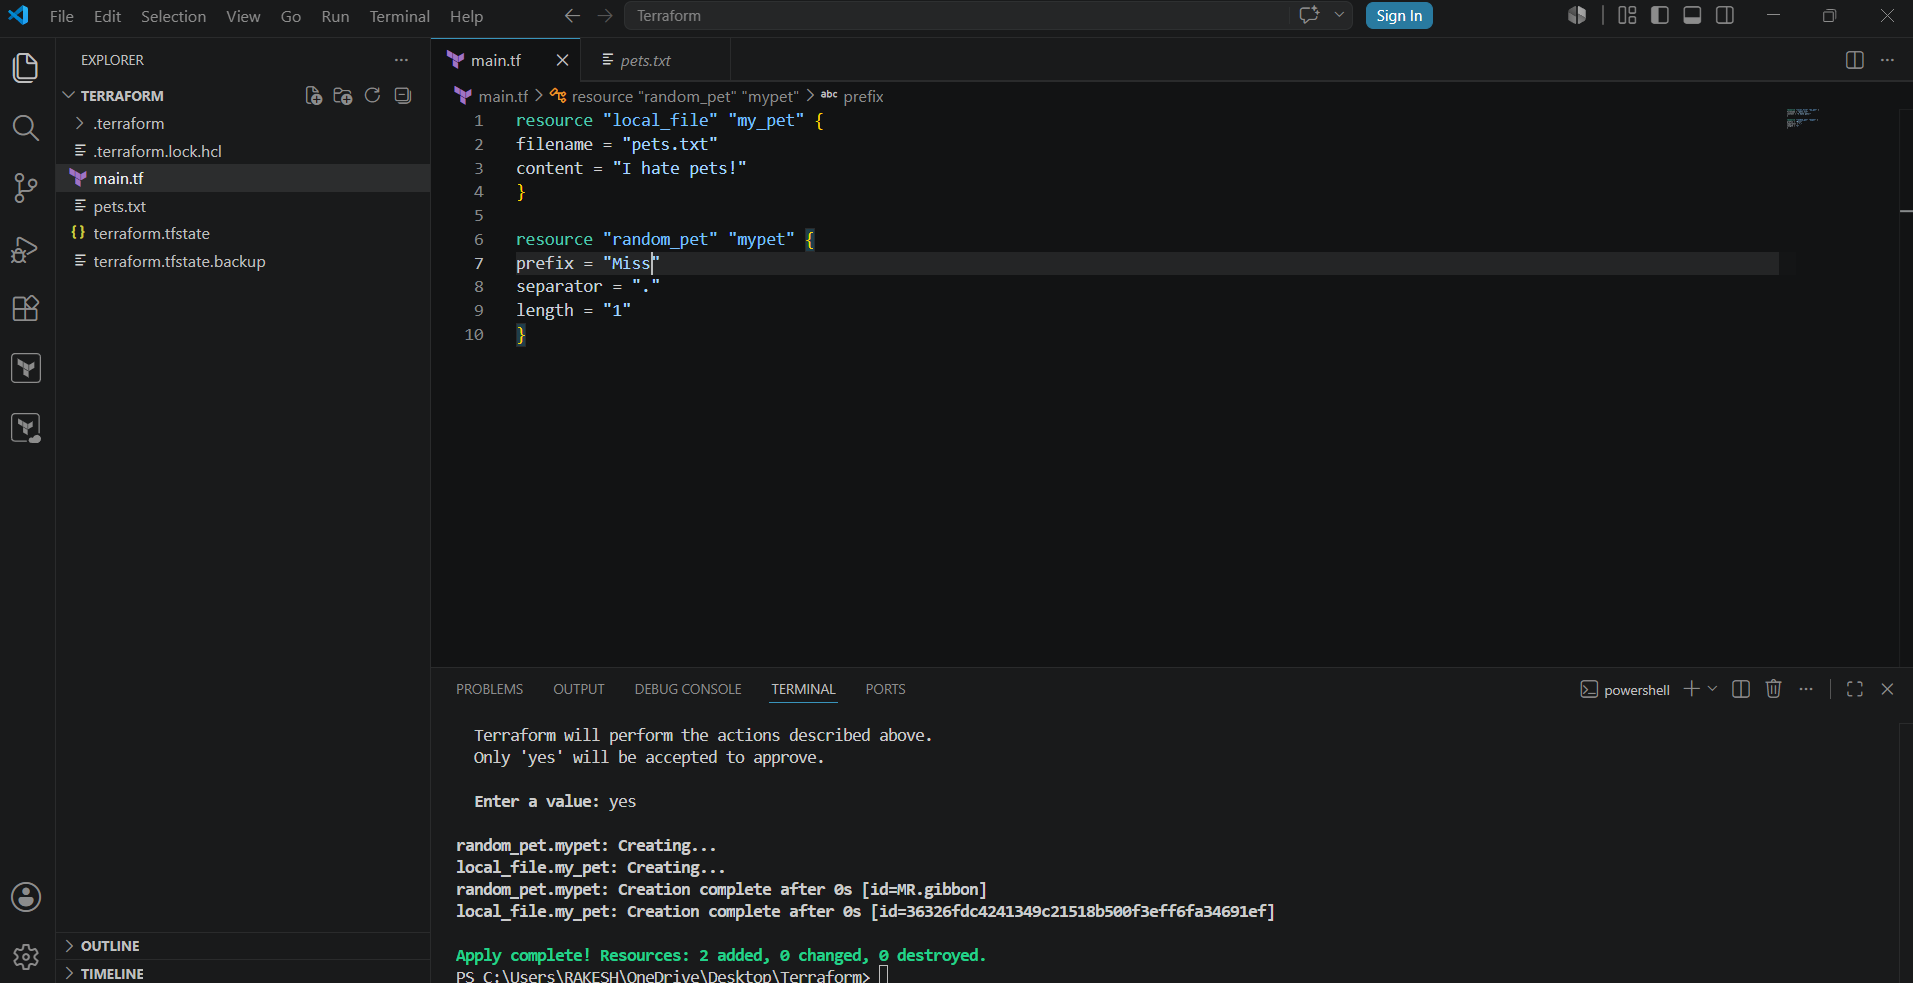 File Edit Selection View Go Run Terminal Help
Terraform
Sign In
EXPLORER
TERRAFORM
.terraform
.terraform.lock.hcl
main.tf
pets.txt
terraform.tfstate
terraform.tfstate.backup
OUTLINE
TIMELINE
main.tf
pets.txt
main.tf > resource "random_pet" "mypet" > abc prefix
1 resource "local_file" "my_pet" {
2 filename = "pets.txt"
3 content = "I hate pets!"
4 }
5
6 resource "random_pet" "mypet" {
7 prefix = "Miss"
8 separator = "."
9 length = "1"
10 }
PROBLEMS OUTPUT DEBUG CONSOLE TERMINAL PORTS
powershell
Terraform will perform the actions described above.
Only 'yes' will be accepted to approve.
Enter a value: yes
random_pet.mypet: Creating...
local_file.my_pet: Creating...
random_pet.mypet: Creation complete after 0s [id=MR.gibbon]
local_file.my_pet: Creation complete after 0s [id=36326fdc4241349c21518b500f3eff6fa34691ef]
Apply complete! Resources: 2 added, 0 changed, 0 destroyed.
PS C:\Users\RAKESH\OneDrive\Desktop\Terraform>